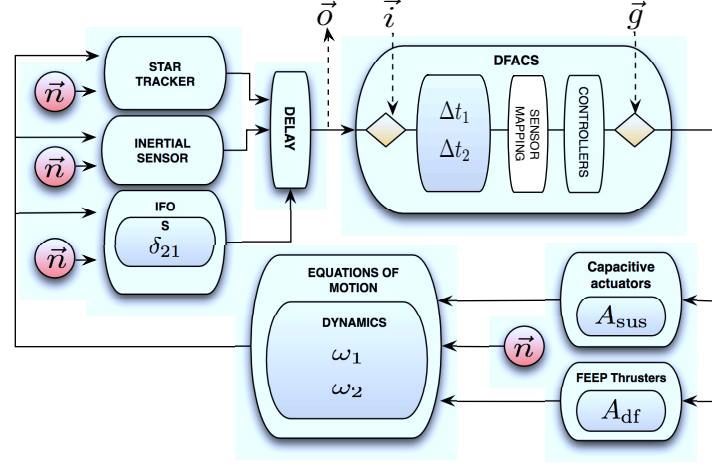 o⃗
i⃗
g⃗
STAR
TRACKER
n⃗
INERTIAL
SENSOR
n⃗
IFO
S
δ₂₁
n⃗
DELAY
DFACS
Δt₁
Δt₂
SENSOR
MAPPING
CONTROLLERS
EQUATIONS OF
MOTION
DYNAMICS
ω₁
ω₂
n⃗
Capacitive
actuators
A_sus
FEEP Thrusters
A_df